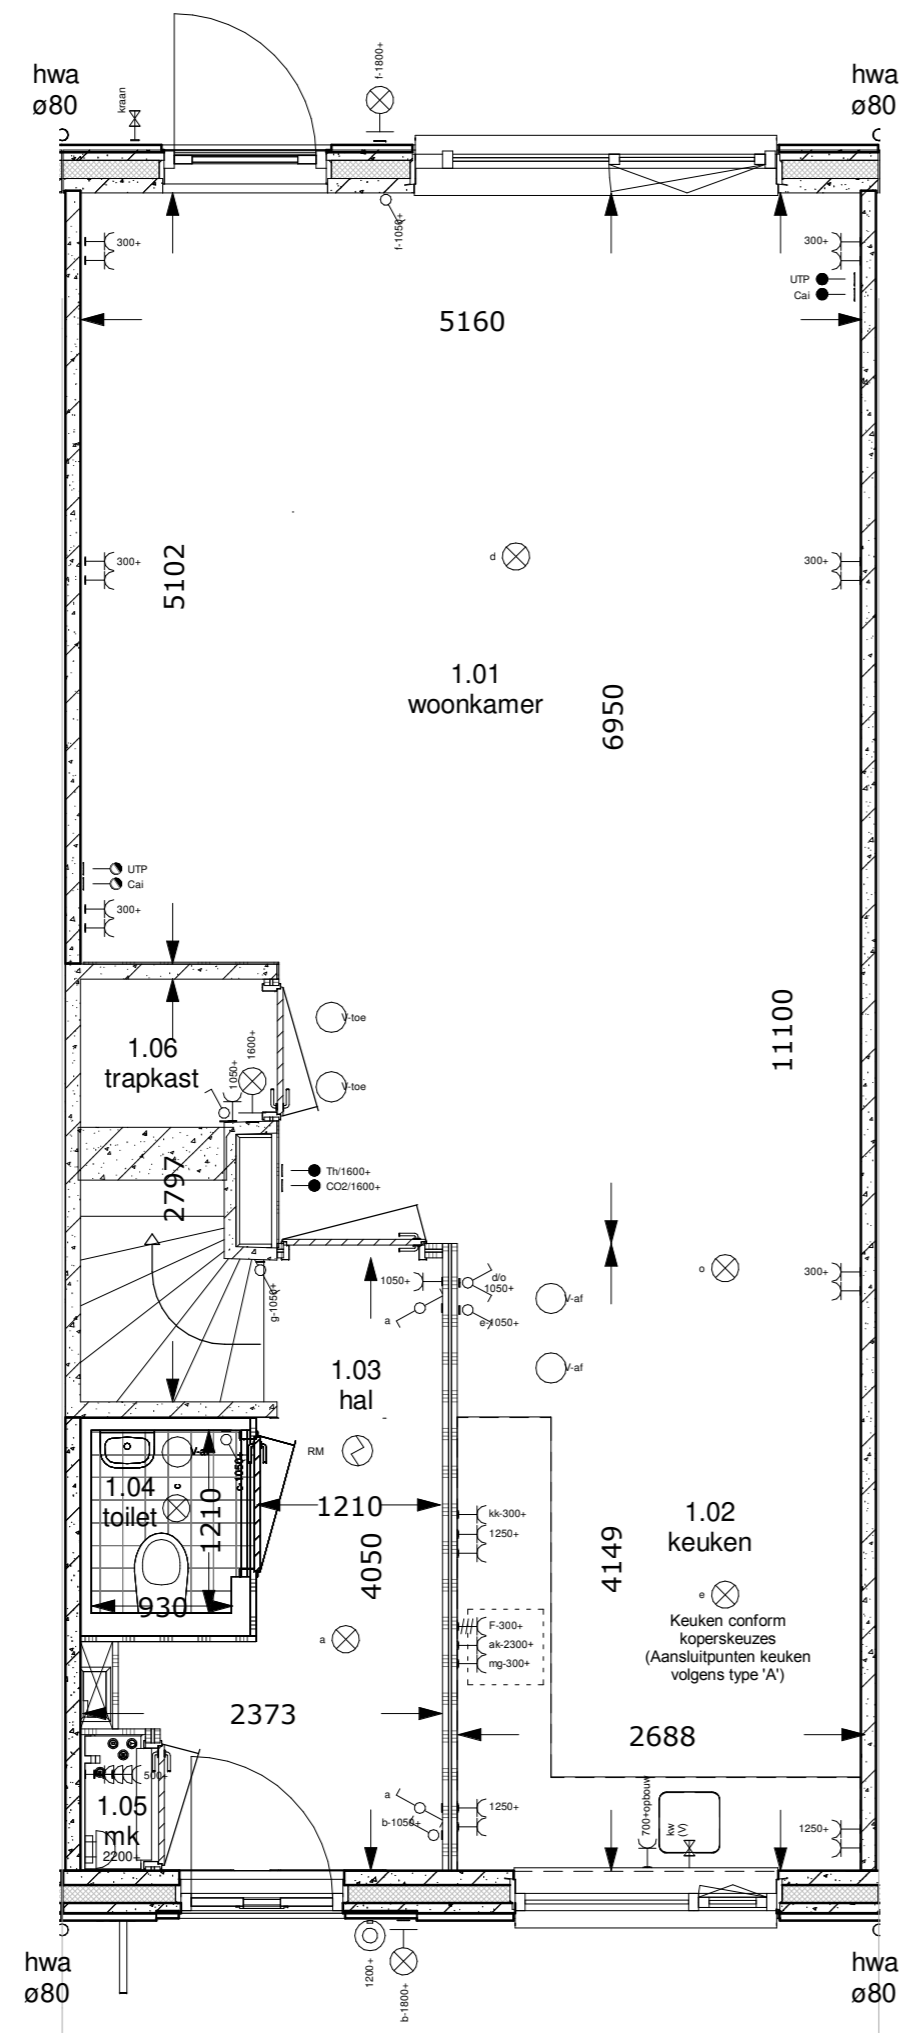 hwa
ø80
kraan
f-1800+
hwa
ø80
300+
f-1050+
300+
UTP
Cai
5160
5102
300+
d
300+
1.01
woonkamer
6950
UTP
Cai
300+
11100
1.06
trapkast
1050+
1600+
V-toe
V-toe
2797
Th/1600+
CO2/1600+
g-1050+
1050+
d/o
1050+
a
e-1050+
o
300+
V-af
V-af
1.03
hal
RM
V-af
c-1050+
1.04
toilet
c
1210
1210
930
4050
kk-300+
1250+
1.02
keuken
4149
e
Keuken conform
koperskeuzes
(Aansluitpunten keuken
volgens type 'A')
F-300+
ak-2300+
mg-300+
a
2373
2688
500+
1.05
mk
2200+
a
b-1050+
1250+
700+opbouw
kw
(V)
1250+
hwa
ø80
1200+
b-1800+
hwa
ø80